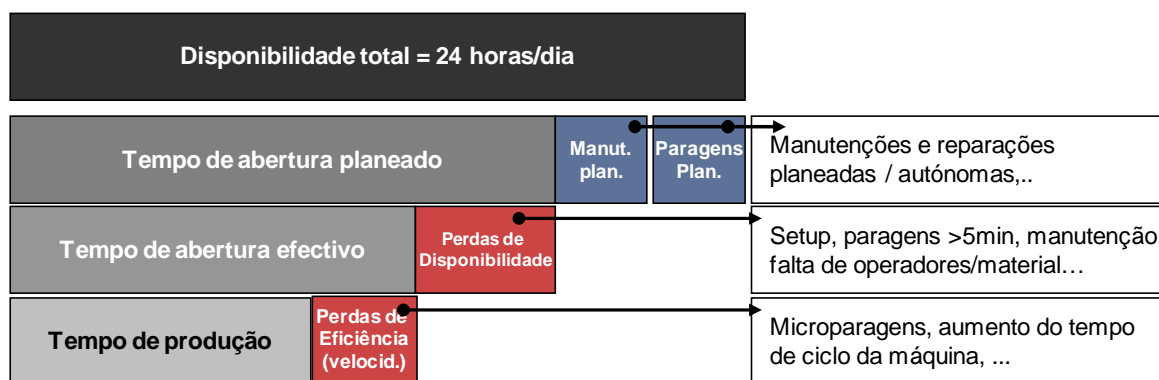 Disponibilidade total = 24 horas/dia
Tempo de abertura planeado
Manut.
plan.
Paragens
Plan.
Manutenções e reparações
planeadas / autónomas,..
Tempo de abertura efectivo
Perdas de
Disponibilidade
Setup, paragens >5min, manutenção
falta de operadores/material…
Tempo de produção
Perdas de
Eficiência
(velocid.)
Microparagens, aumento do tempo
de ciclo da máquina, ...